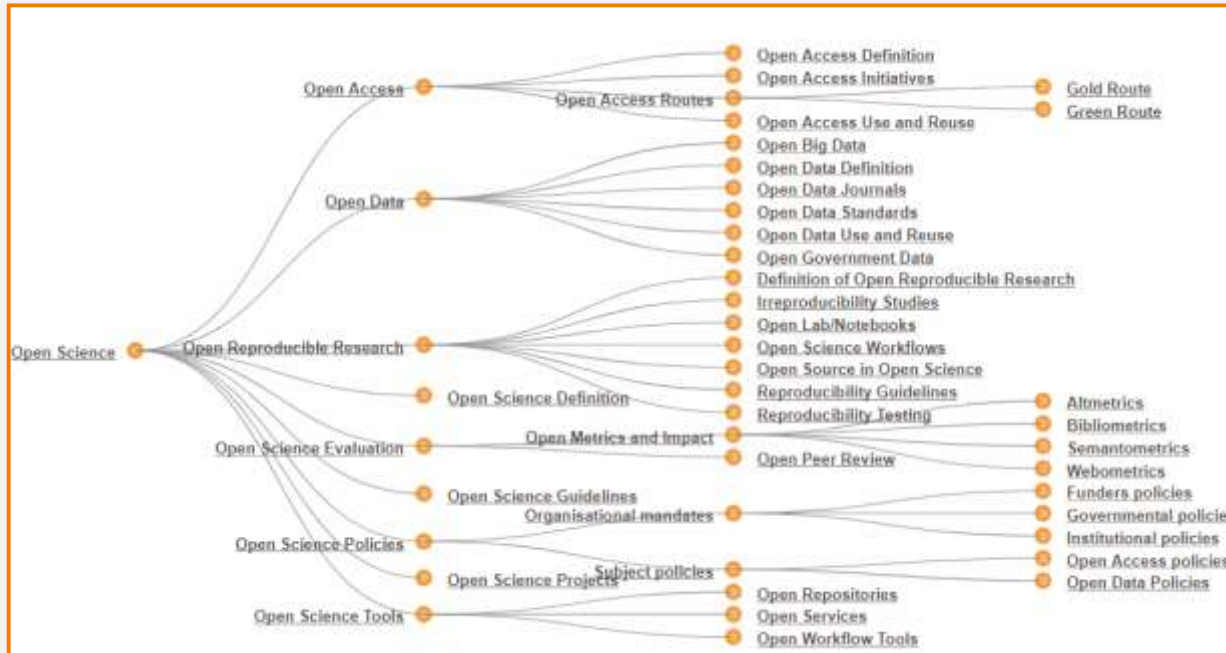 Open Science
Open Access
Open Access Definition
Open Access Initiatives
Open Access Routes
Gold Route
Green Route
Open Access Use and Reuse
Open Data
Open Big Data
Open Data Definition
Open Data Journals
Open Data Standards
Open Data Use and Reuse
Open Government Data
Open Reproducible Research
Definition of Open Reproducible Research
Irreproducibility Studies
Open Lab/Notebooks
Open Science Workflows
Open Source in Open Science
Reproducibility Guidelines
Reproducibility Testing
Open Science Definition
Open Science Evaluation
Open Metrics and Impact
Altmetrics
Bibliometrics
Semantometrics
Webometrics
Open Peer Review
Open Science Guidelines
Open Science Policies
Organisational mandates
Funders policies
Governmental policies
Institutional policies
Subject policies
Open Access policies
Open Data Policies
Open Science Projects
Open Science Tools
Open Repositories
Open Services
Open Workflow Tools